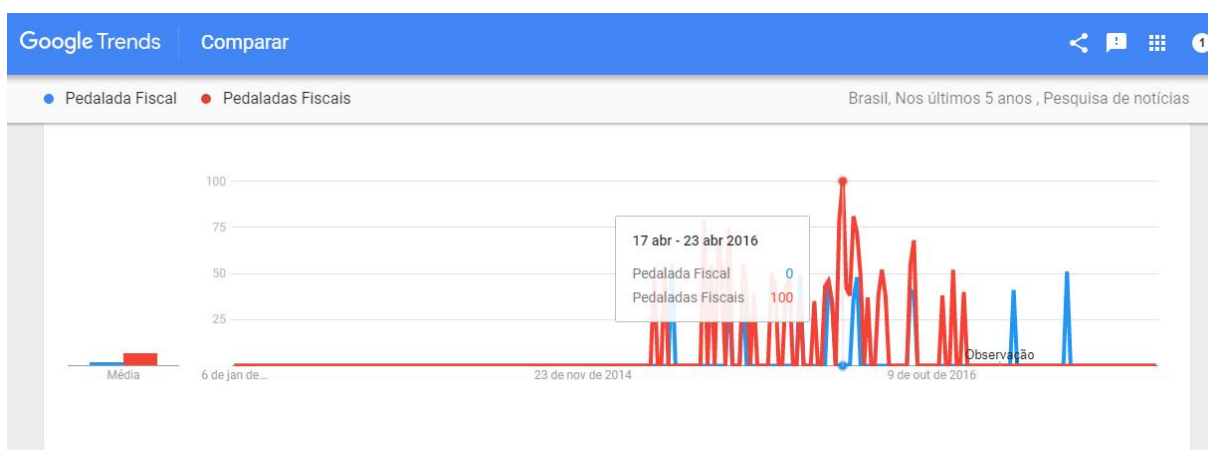 Google Trends Comparar 1
Pedalada Fiscal Pedaladas Fiscais Brasil, Nos últimos 5 anos , Pesquisa de notícias
100
75
50
25
17 abr - 23 abr 2016
Pedalada Fiscal 0
Pedaladas Fiscais 100
Observação
Média 6 de jan de... 23 de nov de 2014 9 de out de 2016